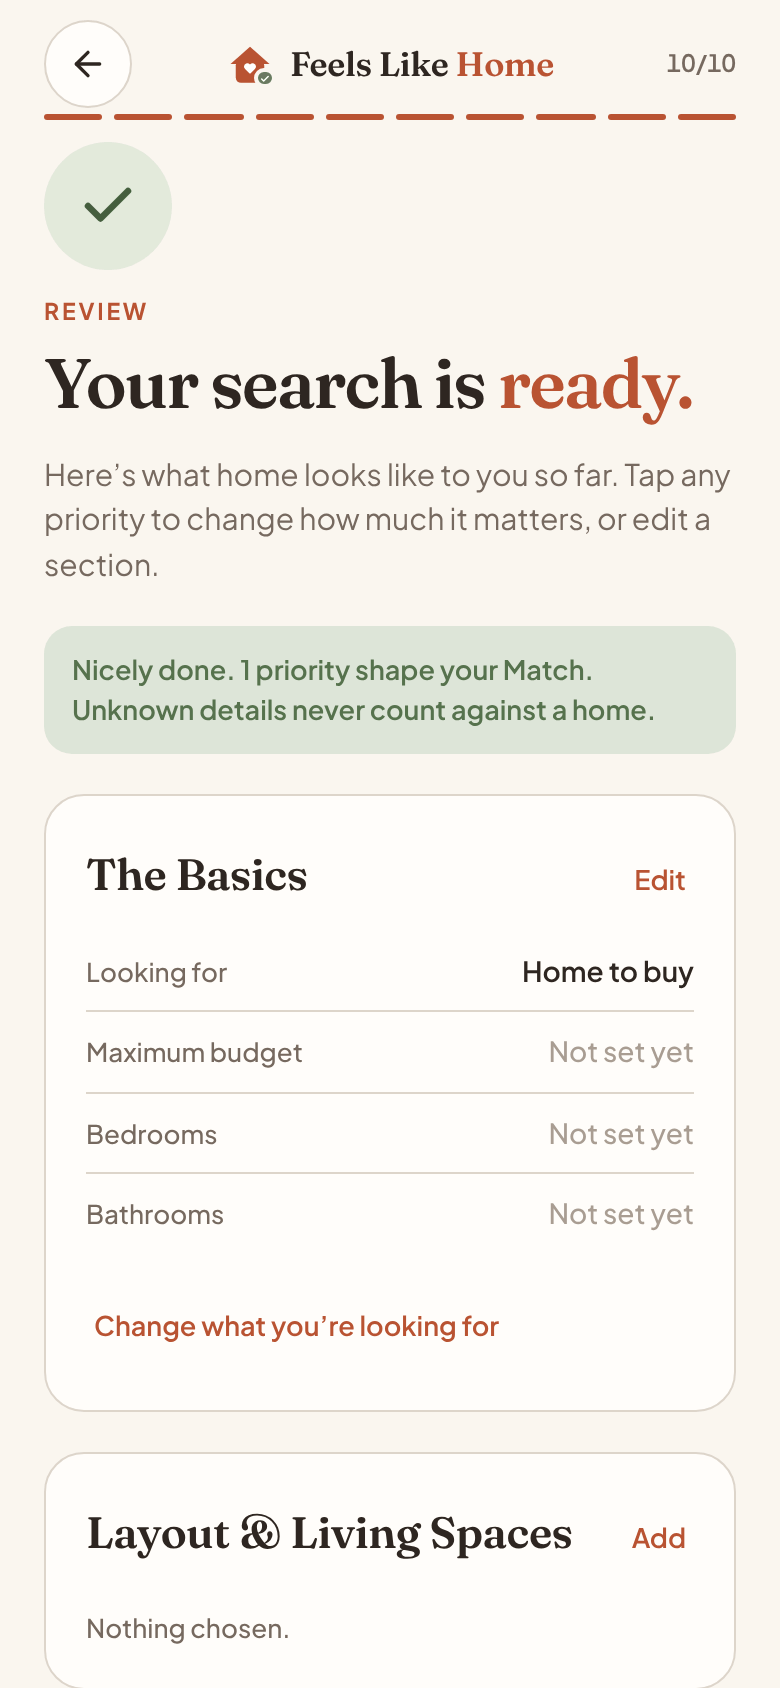 Feels Like Home
10/10
REVIEW
Your search is ready.
Here’s what home looks like to you so far. Tap any
priority to change how much it matters, or edit a
section.
Nicely done. 1 priority shape your Match.
Unknown details never count against a home.
The Basics
Edit
Looking for
Home to buy
Maximum budget
Not set yet
Bedrooms
Not set yet
Bathrooms
Not set yet
Change what you’re looking for
Layout & Living Spaces
Add
Nothing chosen.